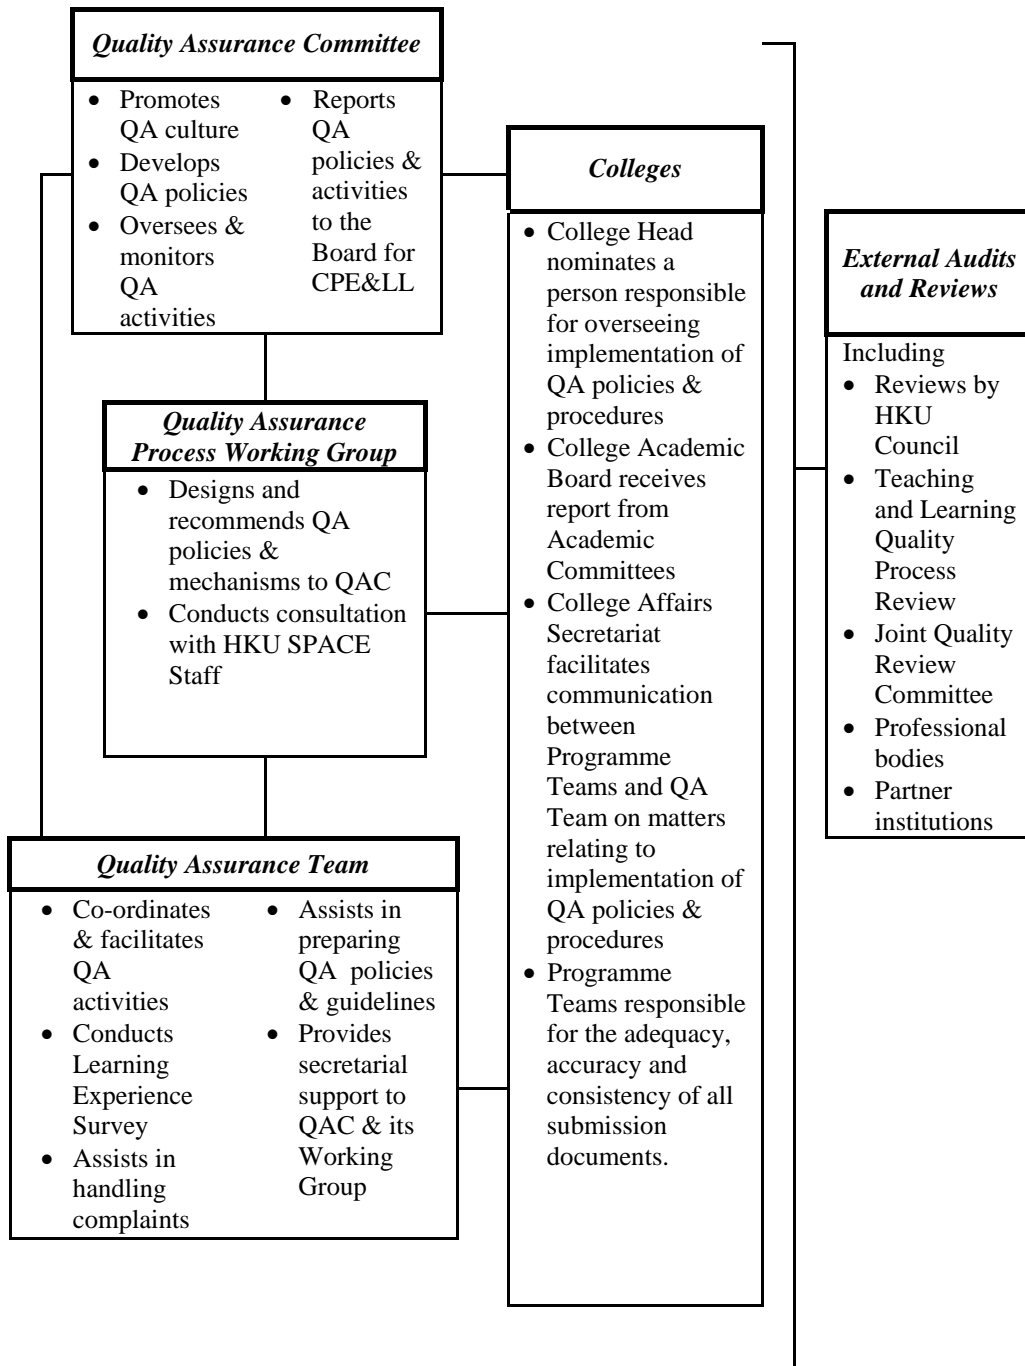 Quality Assurance Committee
• Promotes
QA culture
• Develops
QA policies
• Oversees &
monitors
QA
activities
• Reports
QA
policies &
activities
to the
Board for
CPE&LL
Quality Assurance
Process Working Group
• Designs and
recommends QA
policies &
mechanisms to QAC
• Conducts consultation
with HKU SPACE
Staff
Quality Assurance Team
• Co-ordinates
& facilitates
QA
activities
• Conducts
Learning
Experience
Survey
• Assists in
handling
complaints
• Assists in
preparing
QA policies
& guidelines
• Provides
secretarial
support to
QAC & its
Working
Group
Colleges
• College Head
nominates a
person responsible
for overseeing
implementation of
QA policies &
procedures
• College Academic
Board receives
report from
Academic
Committees
• College Affairs
Secretariat
facilitates
communication
between
Programme
Teams and QA
Team on matters
relating to
implementation of
QA policies &
procedures
• Programme
Teams responsible
for the adequacy,
accuracy and
consistency of all
submission
documents.
External Audits
and Reviews
Including
• Reviews by
HKU
Council
• Teaching
and Learning
Quality
Process
Review
• Joint Quality
Review
Committee
• Professional
bodies
• Partner
institutions